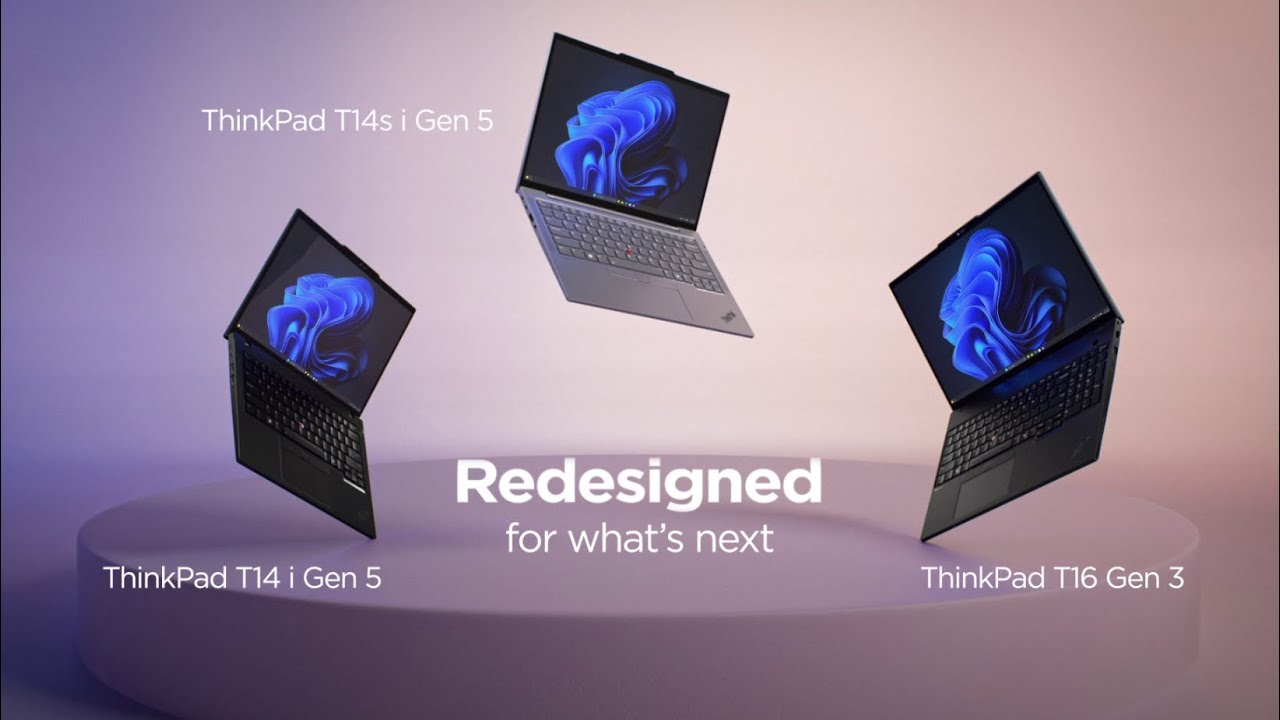 ThinkPad T14s i Gen 5
Redesigned
for what's next
ThinkPad T14 i Gen 5
ThinkPad T16 Gen 3